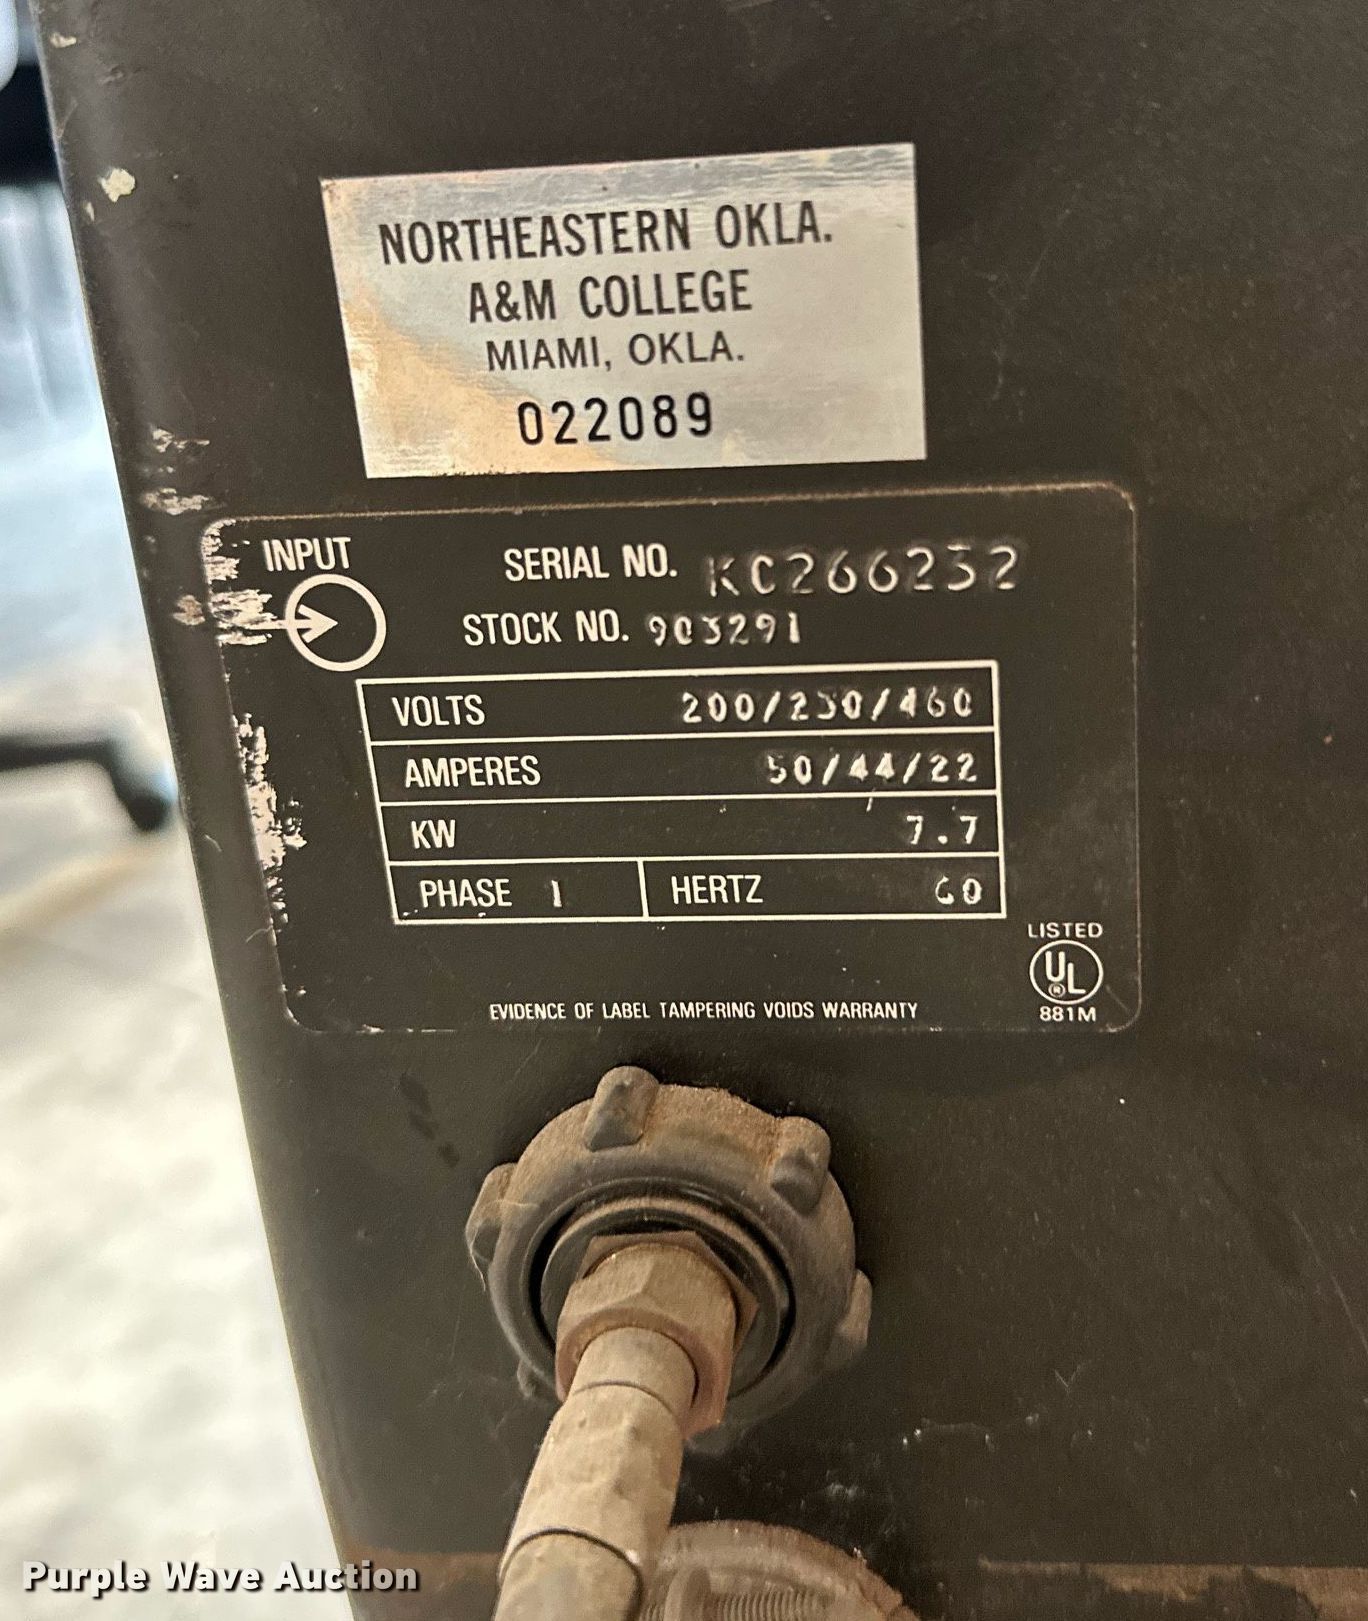 NORTHEASTERN OKLA.
A&M COLLEGE
MIAMI, OKLA.
022089
INPUT
SERIAL NO. KC266232
STOCK NO. 903291
VOLTS 200/230/460
AMPERES 50/44/22
KW 7.7
PHASE 1 HERTZ 60
LISTED
UL ®
881M
EVIDENCE OF LABEL TAMPERING VOIDS WARRANTY
Purple Wave Auction